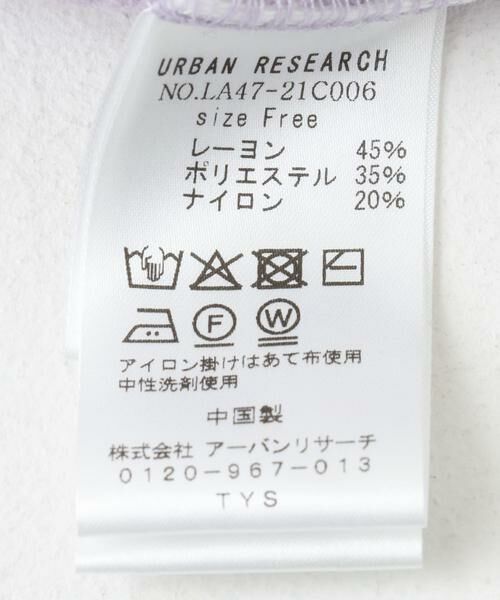 URBAN RESEARCH
NO.LA47-21C006
size Free
レーヨン 45%
ポリエステル 35%
ナイロン 20%
F W
アイロン掛けはあて布使用
中性洗剤使用
中国製
株式会社 アーバンリサーチ
0120-967-013
TYS